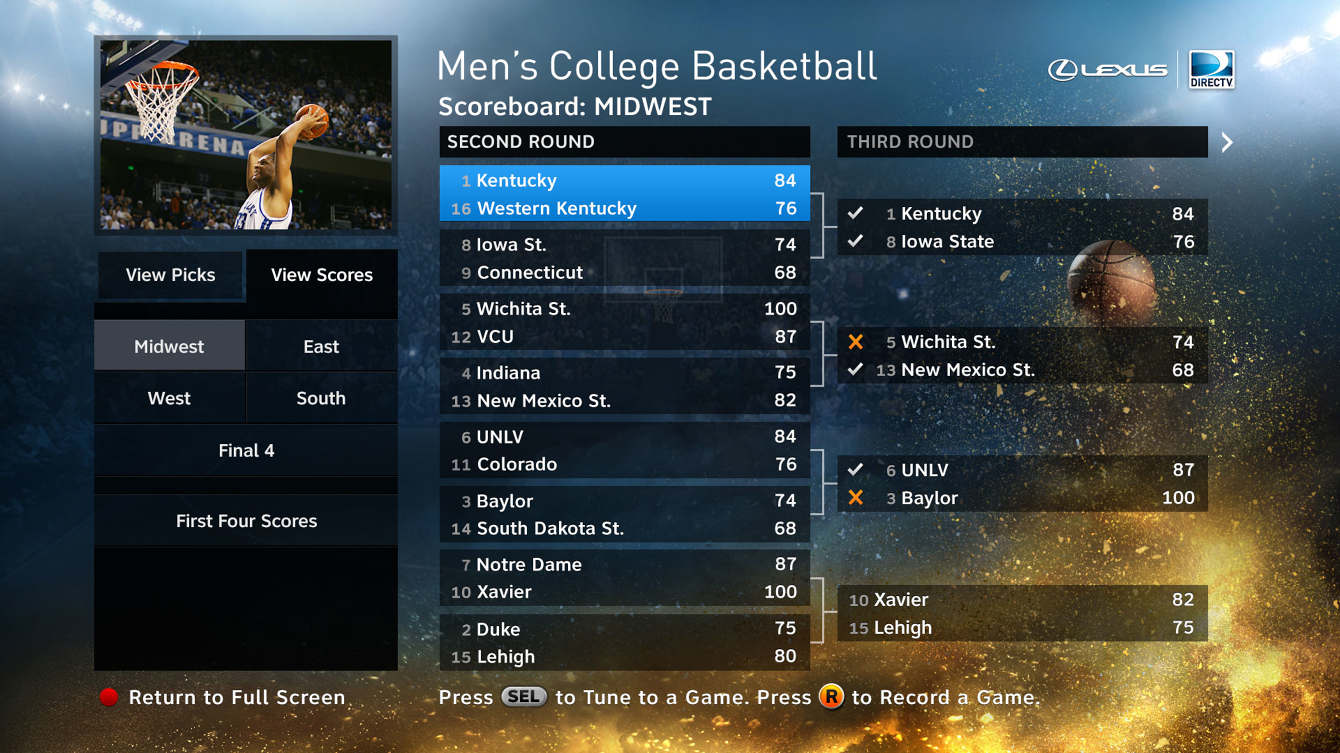 Men's College Basketball
Scoreboard: MIDWEST
LEXUS
DIRECTV
UPP ARENA
View Picks
View Scores
Midwest
East
West
South
Final 4
First Four Scores
SECOND ROUND
1 Kentucky 84
16 Western Kentucky 76
8 Iowa St. 74
9 Connecticut 68
5 Wichita St. 100
12 VCU 87
4 Indiana 75
13 New Mexico St. 82
6 UNLV 84
11 Colorado 76
3 Baylor 74
14 South Dakota St. 68
7 Notre Dame 87
10 Xavier 100
2 Duke 75
15 Lehigh 80
THIRD ROUND
1 Kentucky 84
8 Iowa State 76
5 Wichita St. 74
13 New Mexico St. 68
6 UNLV 87
3 Baylor 100
10 Xavier 82
15 Lehigh 75
Return to Full Screen
Press SEL to Tune to a Game. Press R to Record a Game.